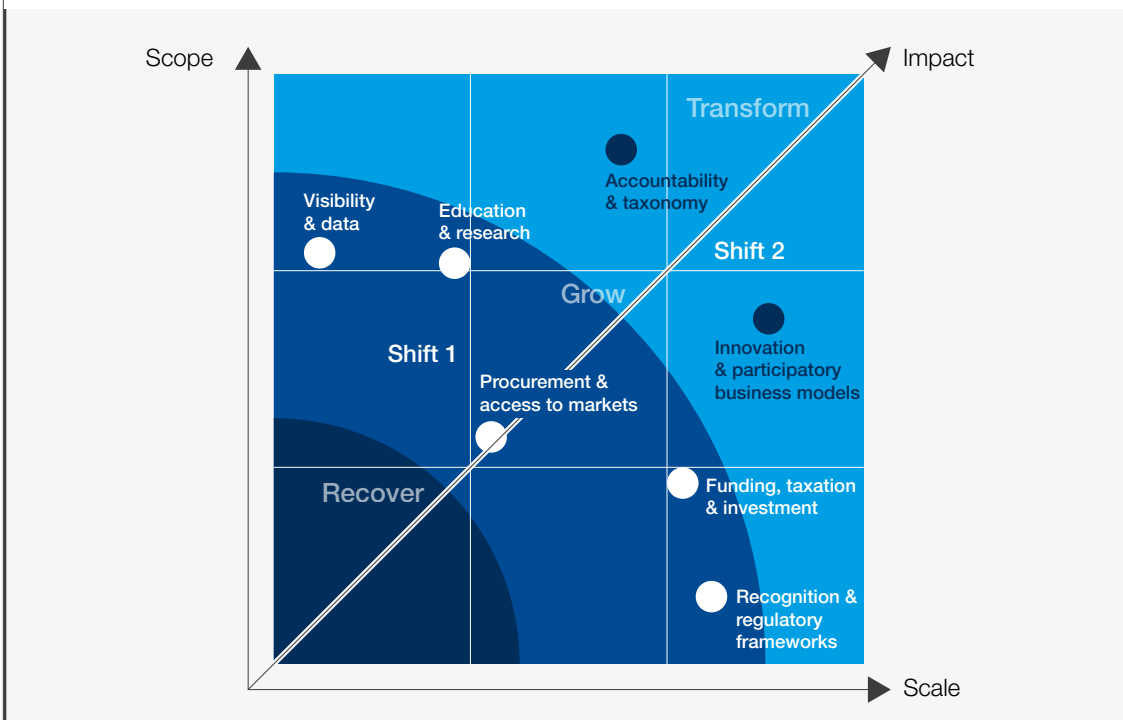 Scope
Impact
Transform
Accountability
& taxonomy
Visibility
& data
Education
& research
Shift 2
Grow
Shift 1
Innovation
& participatory
business models
Procurement &
access to markets
Recover
Funding, taxation
& investment
Recognition &
regulatory
frameworks
Scale